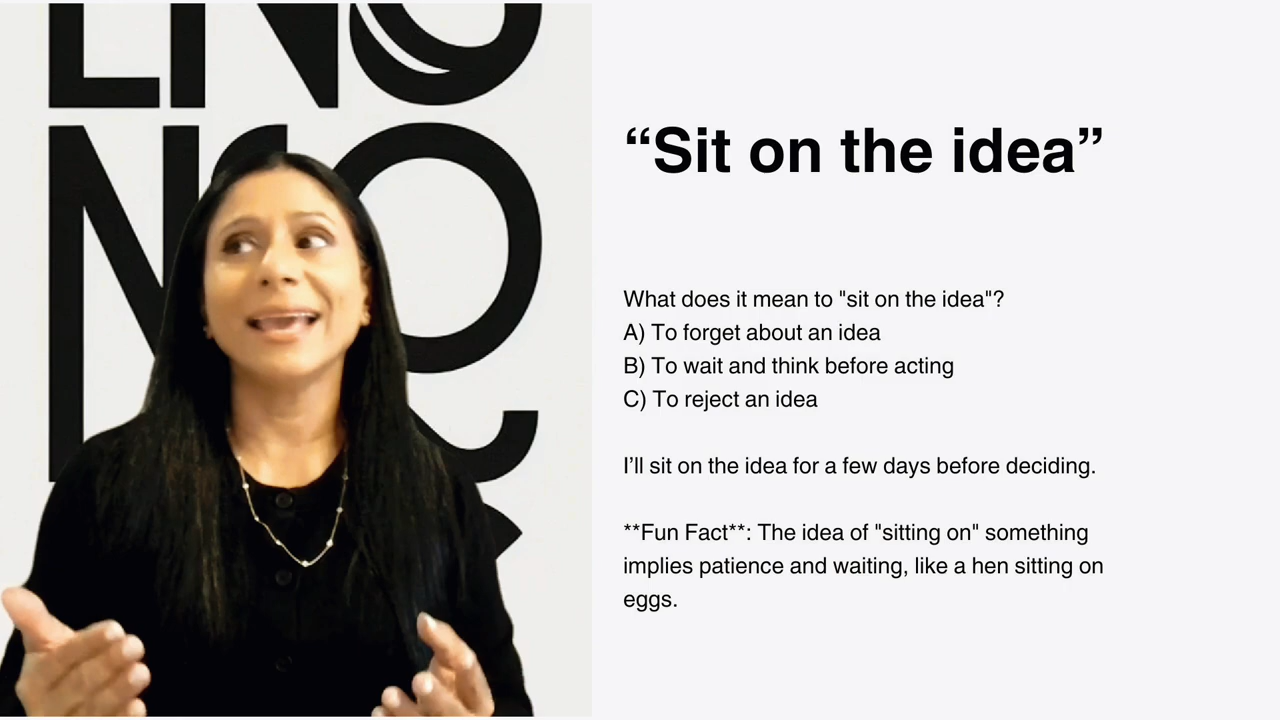 “Sit on the idea”
What does it mean to "sit on the idea"?
A) To forget about an idea
B) To wait and think before acting
C) To reject an idea
I’ll sit on the idea for a few days before deciding.
**Fun Fact**: The idea of "sitting on" something
implies patience and waiting, like a hen sitting on
eggs.